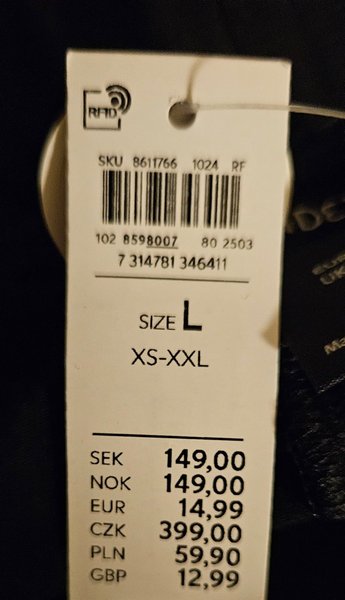 RFID
SKU 8611766 1024 RF
102 8598007 80 2503
7 314781 346411
SIZE L
XS-XXL
SEK 149,00
NOK 149,00
EUR 14,99
CZK 399,00
PLN 59,90
GBP 12,99